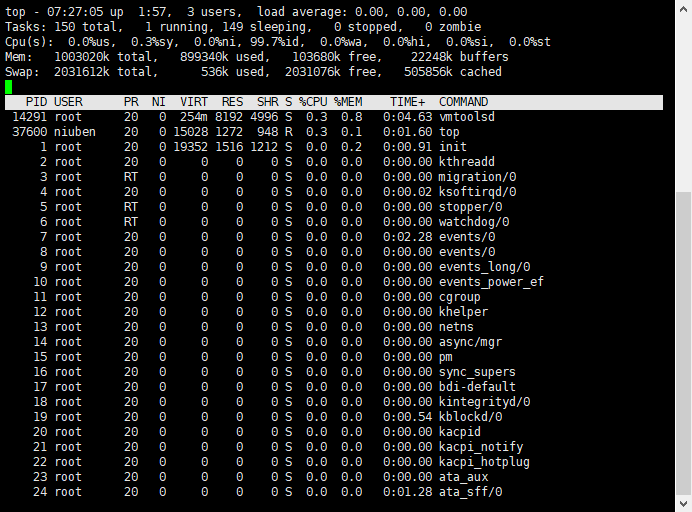 top - 07:27:05 up  1:57,  3 users,  load average: 0.00, 0.00, 0.00
Tasks: 150 total,   1 running, 149 sleeping,   0 stopped,   0 zombie
Cpu(s):  0.0%us,  0.3%sy,  0.0%ni, 99.7%id,  0.0%wa,  0.0%hi,  0.0%si,  0.0%st
Mem:   1003020k total,   899340k used,   103680k free,    22248k buffers
Swap:  2031612k total,      536k used,  2031076k free,   505856k cached
  PID USER      PR  NI  VIRT  RES  SHR S %CPU %MEM    TIME+  COMMAND
14291 root      20   0  254m 8192 4996 S  0.3  0.8   0:04.63 vmtoolsd
37600 niuben    20   0 15028 1272  948 R  0.3  0.1   0:01.60 top
    1 root      20   0 19352 1516 1212 S  0.0  0.2   0:00.91 init
    2 root      20   0     0    0    0 S  0.0  0.0   0:00.00 kthreadd
    3 root      RT   0     0    0    0 S  0.0  0.0   0:00.00 migration/0
    4 root      20   0     0    0    0 S  0.0  0.0   0:00.02 ksoftirqd/0
    5 root      RT   0     0    0    0 S  0.0  0.0   0:00.00 stopper/0
    6 root      RT   0     0    0    0 S  0.0  0.0   0:00.00 watchdog/0
    7 root      20   0     0    0    0 S  0.0  0.0   0:02.28 events/0
    8 root      20   0     0    0    0 S  0.0  0.0   0:00.00 events/0
    9 root      20   0     0    0    0 S  0.0  0.0   0:00.00 events_long/0
   10 root      20   0     0    0    0 S  0.0  0.0   0:00.00 events_power_ef
   11 root      20   0     0    0    0 S  0.0  0.0   0:00.00 cgroup
   12 root      20   0     0    0    0 S  0.0  0.0   0:00.00 khelper
   13 root      20   0     0    0    0 S  0.0  0.0   0:00.00 netns
   14 root      20   0     0    0    0 S  0.0  0.0   0:00.00 async/mgr
   15 root      20   0     0    0    0 S  0.0  0.0   0:00.00 pm
   16 root      20   0     0    0    0 S  0.0  0.0   0:00.00 sync_supers
   17 root      20   0     0    0    0 S  0.0  0.0   0:00.00 bdi-default
   18 root      20   0     0    0    0 S  0.0  0.0   0:00.00 kintegrityd/0
   19 root      20   0     0    0    0 S  0.0  0.0   0:00.54 kblockd/0
   20 root      20   0     0    0    0 S  0.0  0.0   0:00.00 kacpid
   21 root      20   0     0    0    0 S  0.0  0.0   0:00.00 kacpi_notify
   22 root      20   0     0    0    0 S  0.0  0.0   0:00.00 kacpi_hotplug
   23 root      20   0     0    0    0 S  0.0  0.0   0:00.00 ata_aux
   24 root      20   0     0    0    0 S  0.0  0.0   0:01.28 ata_sff/0